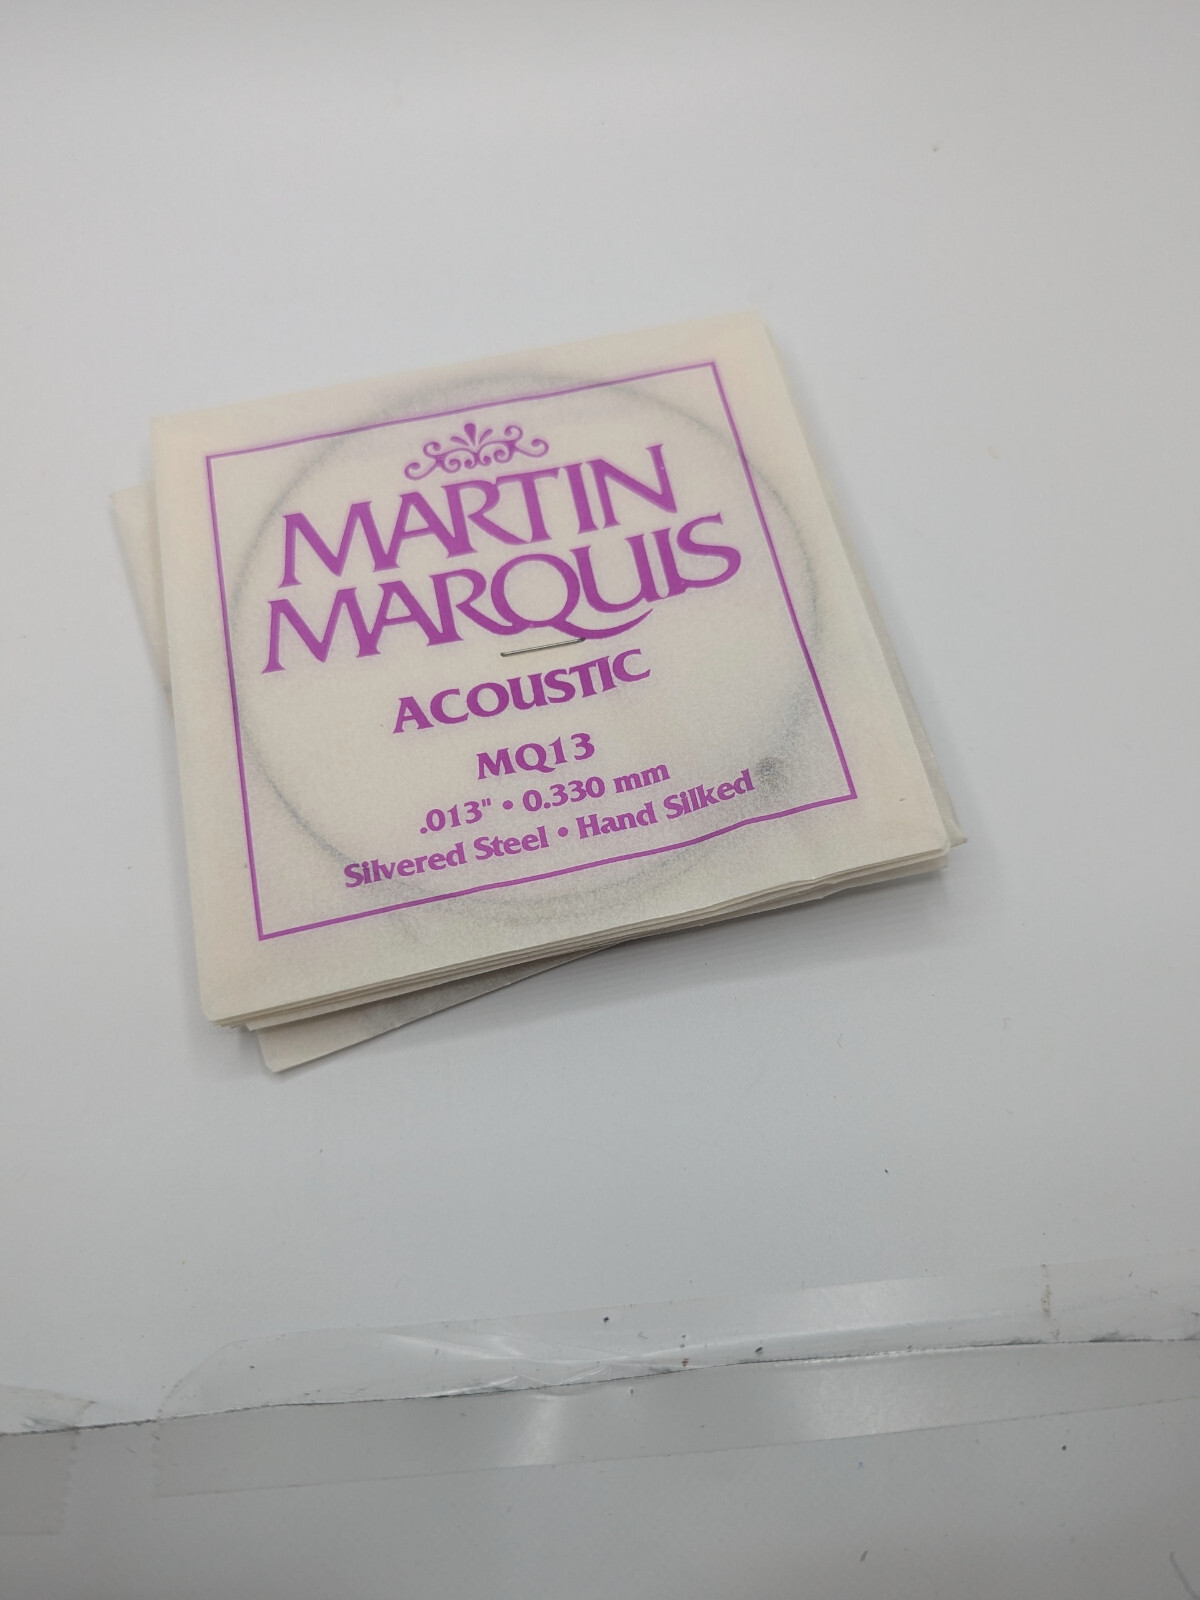 MARTIN
MARQUIS
ACOUSTIC
MQ13
.013" • 0.330 mm
Silvered Steel • Hand Silked